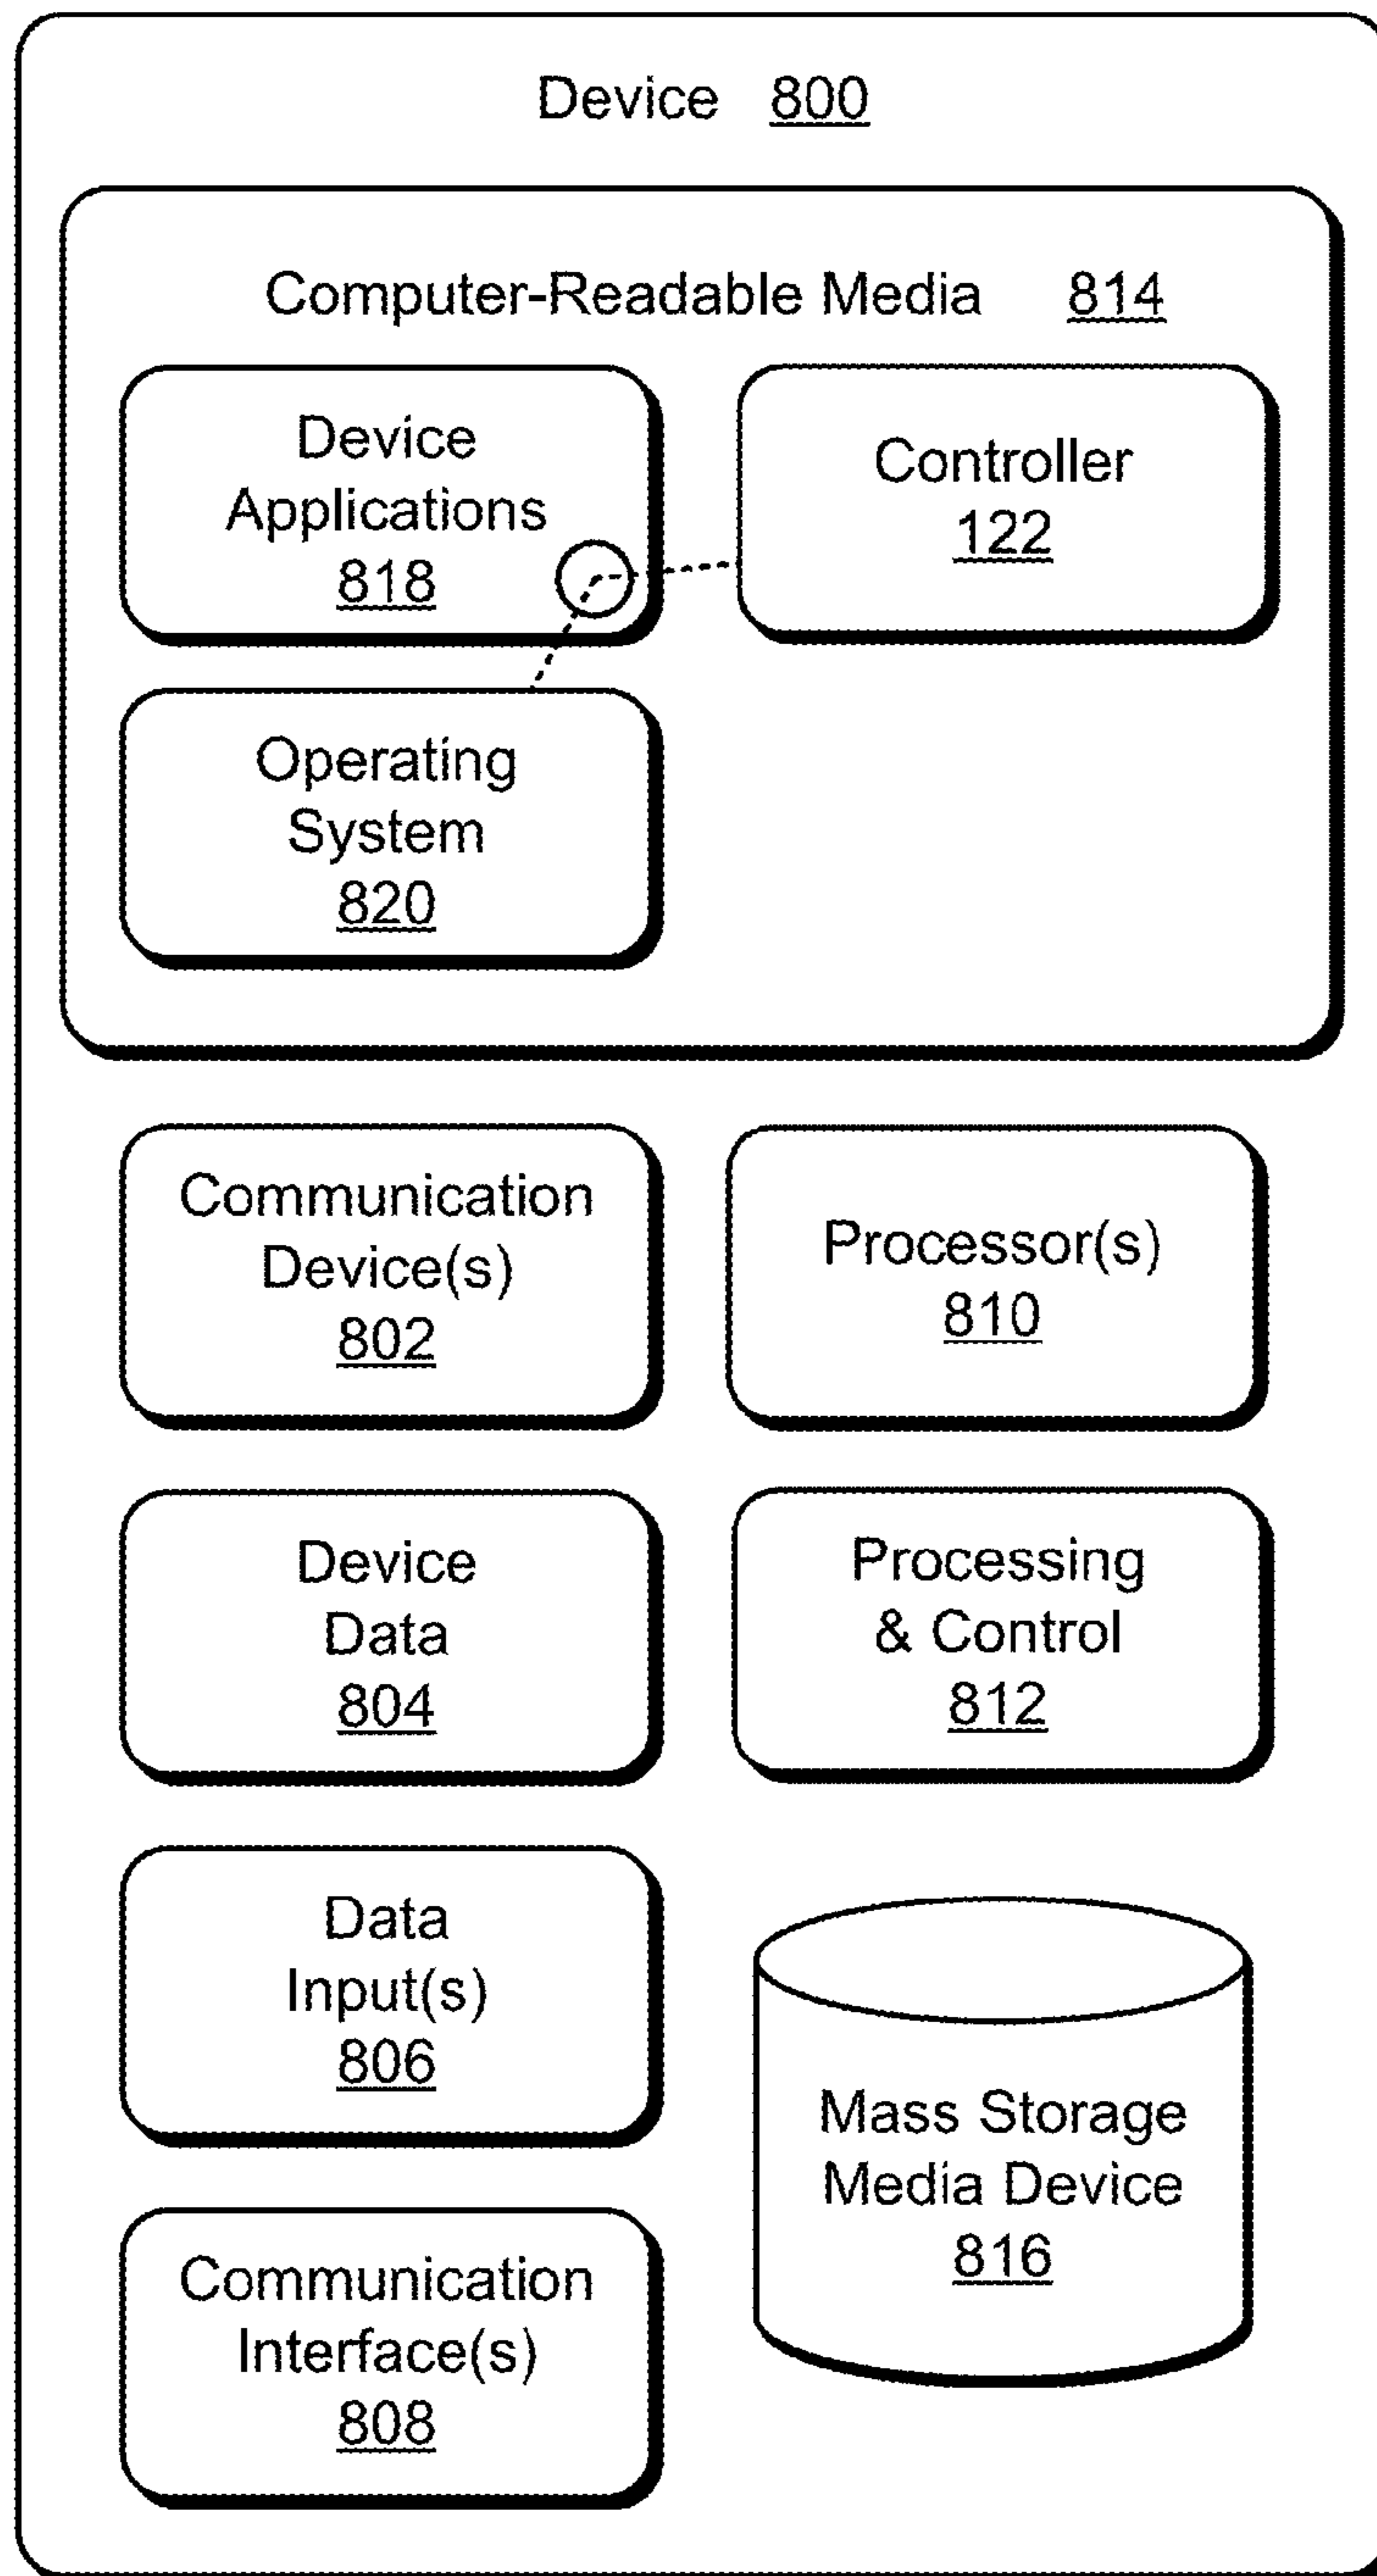 Device 800
Computer-Readable Media 814
Device
Applications
818
Controller
122
Operating
System
820
Communication
Device(s)
802
Processor(s)
810
Device
Data
804
Processing
& Control
812
Data
Input(s)
806
Mass Storage
Media Device
816
Communication
Interface(s)
808